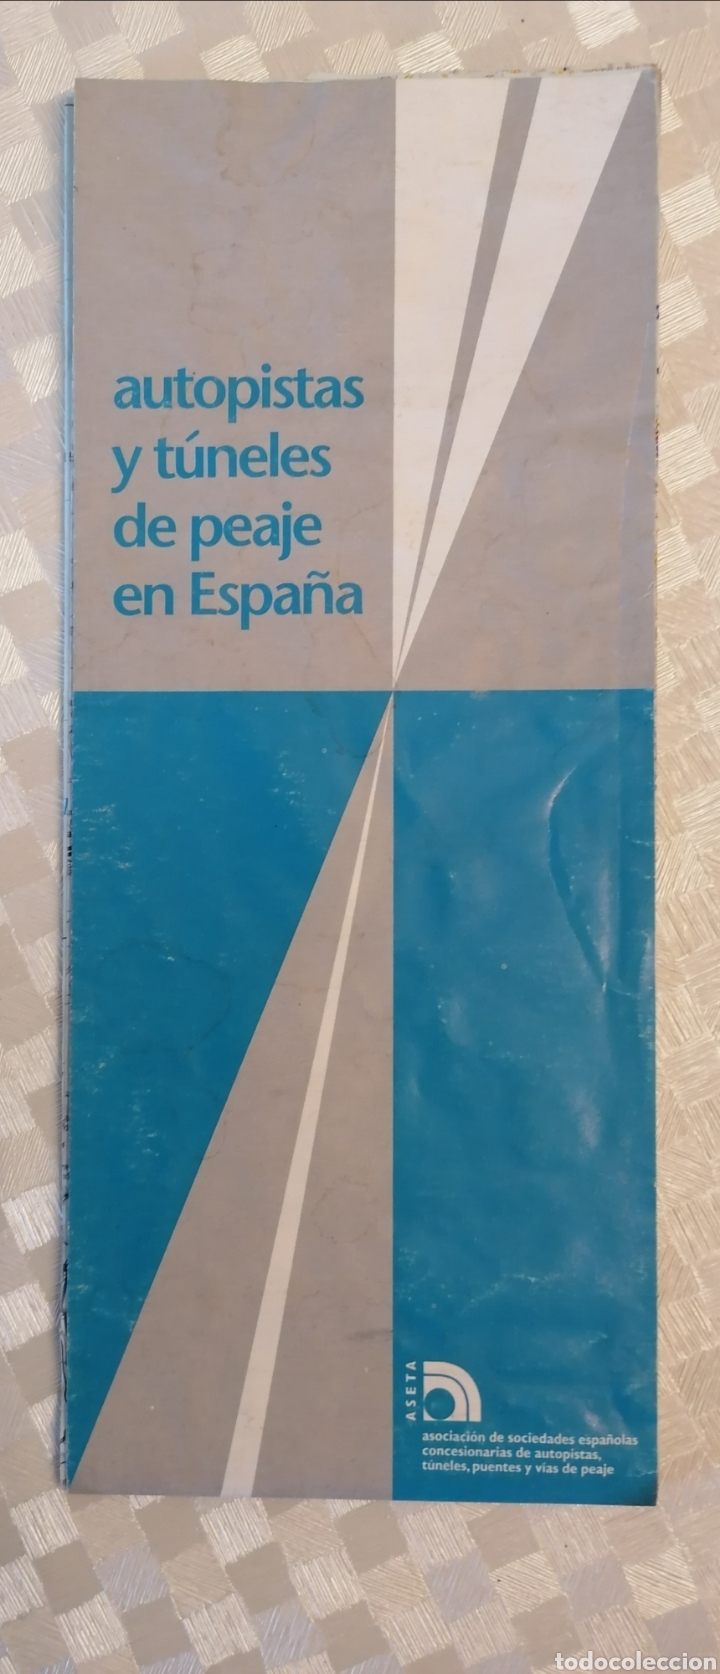 autopistas
y túneles
de peaje
en España
ASETA
asociación de sociedades españolas
concesionarias de autopistas,
túneles, puentes y vías de peaje
todocoleccion